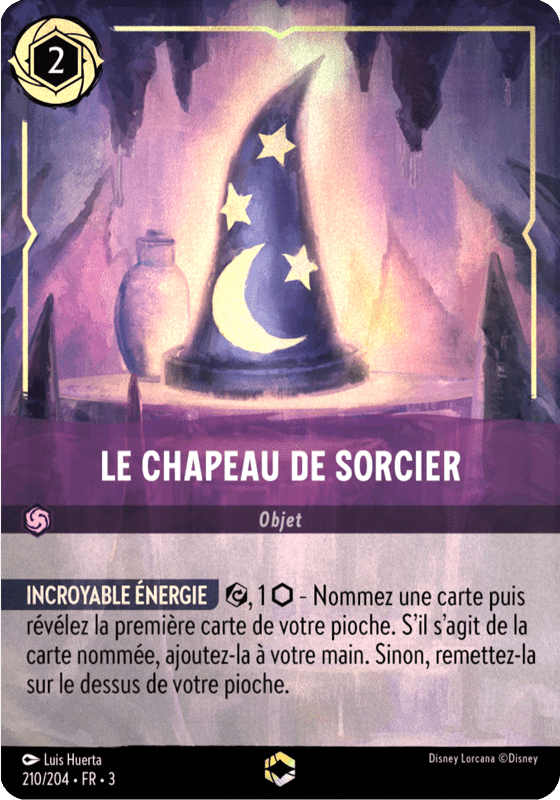 2
LE CHAPEAU DE SORCIER
Objet
INCROYABLE ÉNERGIE , 1 - Nommez une carte puis
révélez la première carte de votre pioche. S'il s'agit de la
carte nommée, ajoutez-la à votre main. Sinon, remettez-la
sur le dessus de votre pioche.
Luis Huerta
Disney Lorcana ©Disney
210/204 • FR • 3